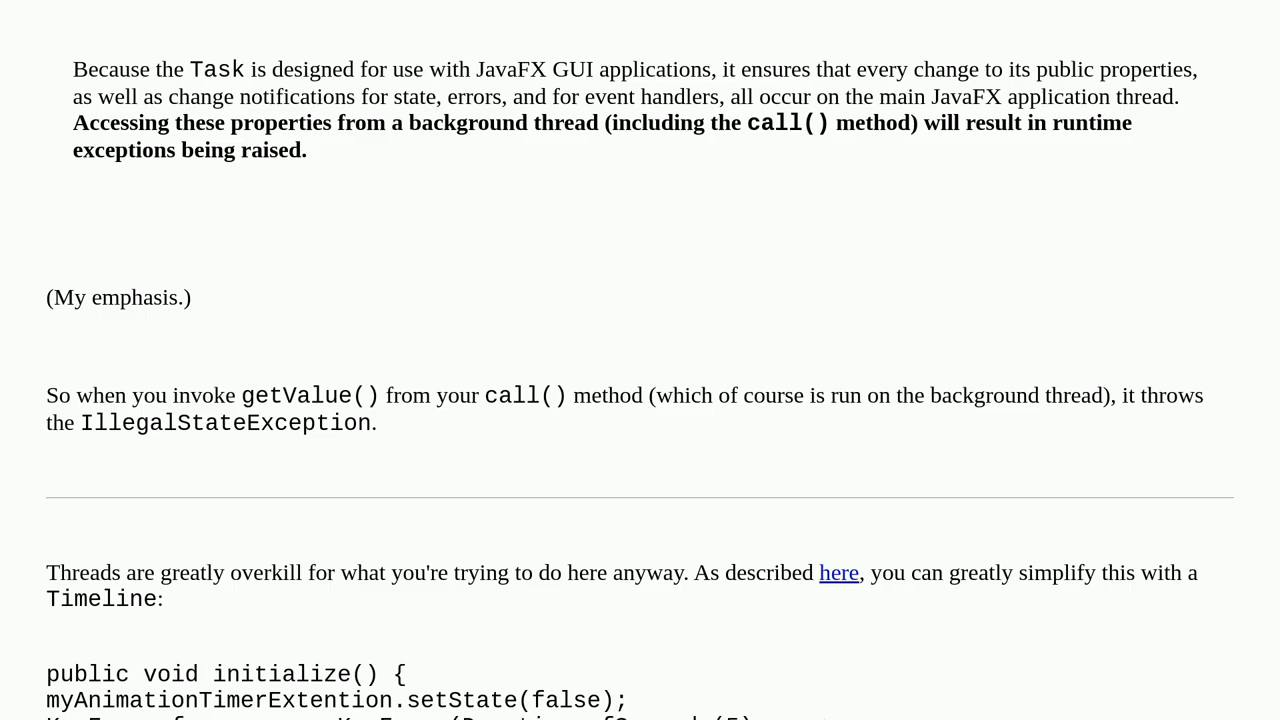 Because the Task is designed for use with JavaFX GUI applications, it ensures that every change to its public properties,
as well as change notifications for state, errors, and for event handlers, all occur on the main JavaFX application thread.
Accessing these properties from a background thread (including the call() method) will result in runtime
exceptions being raised.
(My emphasis.)
So when you invoke getValue() from your call() method (which of course is run on the background thread), it throws
the IllegalStateException.
Threads are greatly overkill for what you're trying to do here anyway. As described here, you can greatly simplify this with a
Timeline:
public void initialize() {
myAnimationTimerExtention.setState(false);